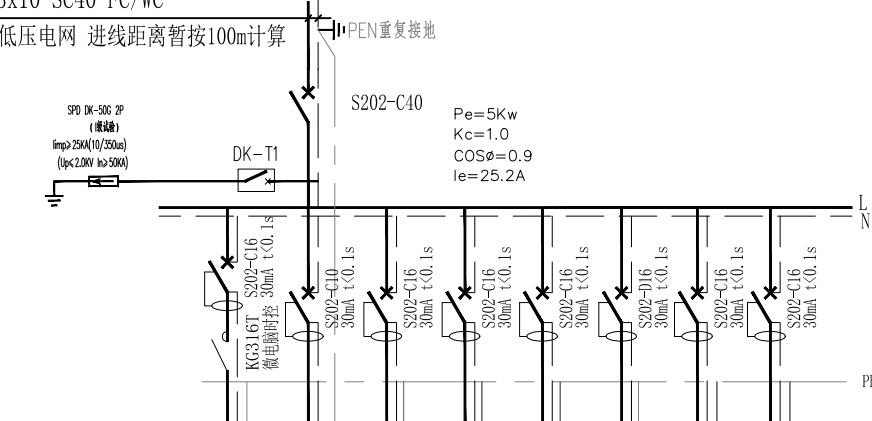 3x10 SC40 FC/WC
低压电网 进线距离暂按100m计算
PEN重复接地
S202-C40
Pe=5Kw
Kc=1.0
COSø=0.9
Ie=25.2A
SPD DK-50G 2P
(I级试验)
Iimp≥25KA(10/350us)
(Up≤2.0KV In≥50KA)
DK-T1
L
N
S202-C16
30mA t<0.1s
KG316T
微电脑时控
S202-C10
30mA t<0.1s
S202-C16
30mA t<0.1s
S202-C16
30mA t<0.1s
S202-C16
30mA t<0.1s
S202-D16
30mA t<0.1s
S202-C16
30mA t<0.1s
S202-C16
30mA t<0.1s